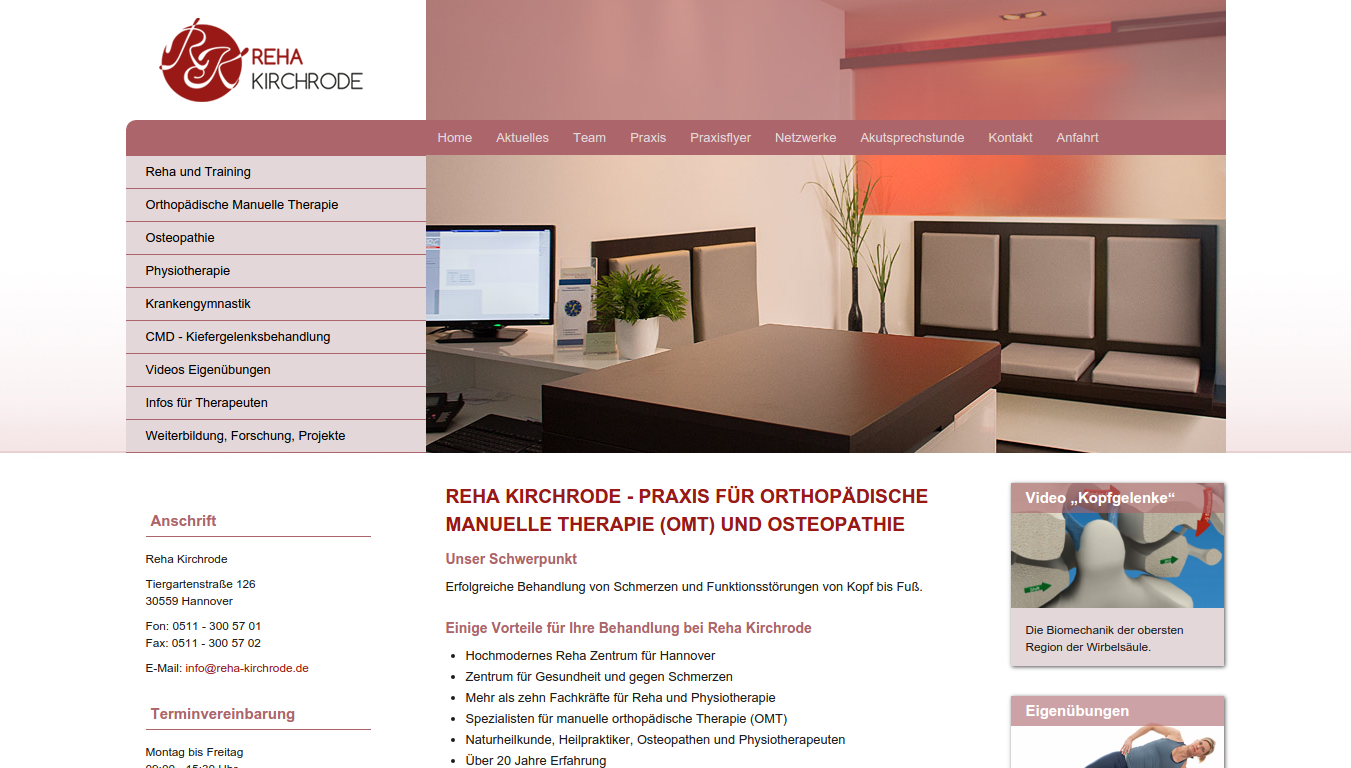 RK REHA
KIRCHRODE
Home Aktuelles Team Praxis Praxisflyer Netzwerke Akutsprechstunde Kontakt Anfahrt
Reha und Training
Orthopädische Manuelle Therapie
Osteopathie
Physiotherapie
Krankengymnastik
CMD - Kiefergelenksbehandlung
Videos Eigenübungen
Infos für Therapeuten
Weiterbildung, Forschung, Projekte
Anschrift
Reha Kirchrode
Tiergartenstraße 126
30559 Hannover
Fon: 0511 - 300 57 01
Fax: 0511 - 300 57 02
E-Mail: info@reha-kirchrode.de
Terminvereinbarung
Montag bis Freitag
REHA KIRCHRODE - PRAXIS FÜR ORTHOPÄDISCHE
MANUELLE THERAPIE (OMT) UND OSTEOPATHIE
Unser Schwerpunkt
Erfolgreiche Behandlung von Schmerzen und Funktionsstörungen von Kopf bis Fuß.
Einige Vorteile für Ihre Behandlung bei Reha Kirchrode
• Hochmodernes Reha Zentrum für Hannover
• Zentrum für Gesundheit und gegen Schmerzen
• Mehr als zehn Fachkräfte für Reha und Physiotherapie
• Spezialisten für manuelle orthopädische Therapie (OMT)
• Naturheilkunde, Heilpraktiker, Osteopathen und Physiotherapeuten
• Über 20 Jahre Erfahrung
Video „Kopfgelenke“
Die Biomechanik der obersten
Region der Wirbelsäule.
Eigenübungen